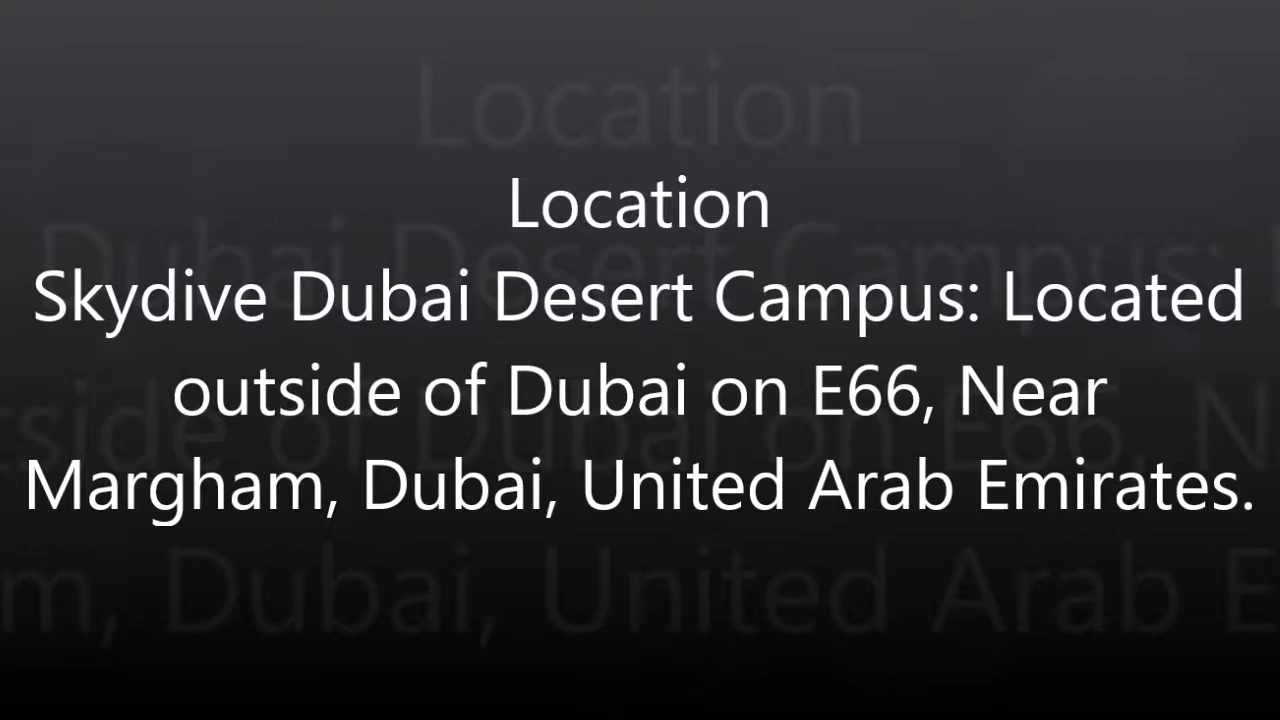 Location
Skydive Dubai Desert Campus: Located
outside of Dubai on E66, Near
Margham, Dubai, United Arab Emirates.